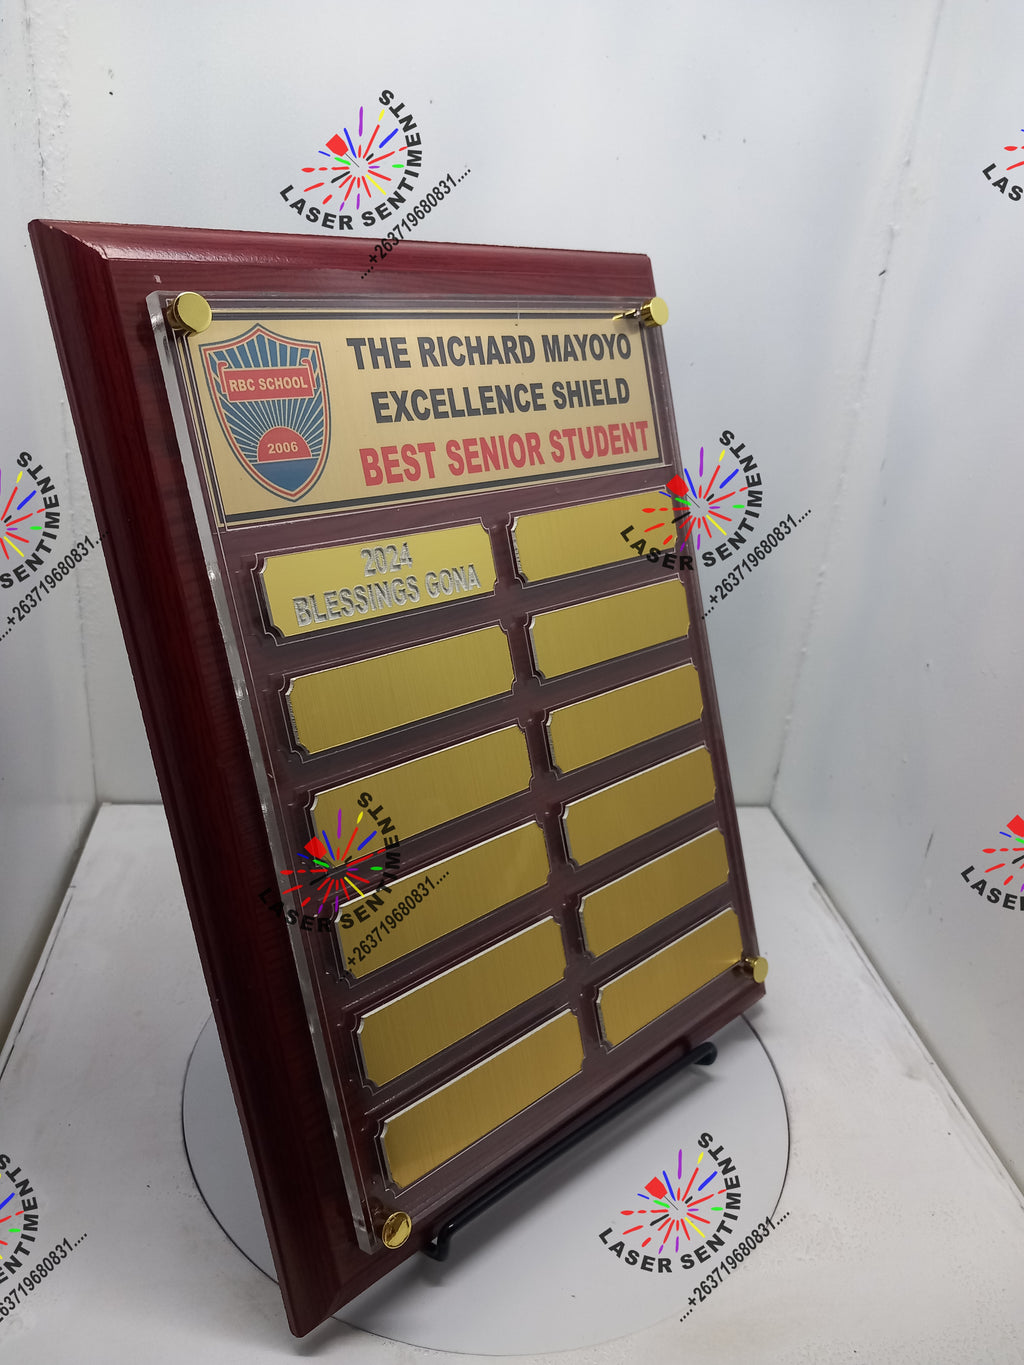 LASER SENTIMENTS
....+263719680831....
THE RICHARD MAYOYO
EXCELLENCE SHIELD
BEST SENIOR STUDENT
RBC SCHOOL
2006
2024
BLESSINGS GONA
LASER SENTIMENTS
....+263719680831....
LASER SENTIMENTS
....+263719680831....
LASER SENTIMENTS
+263719680831....
LASER SENTIMENTS
....+263719680831....
+263719680831....